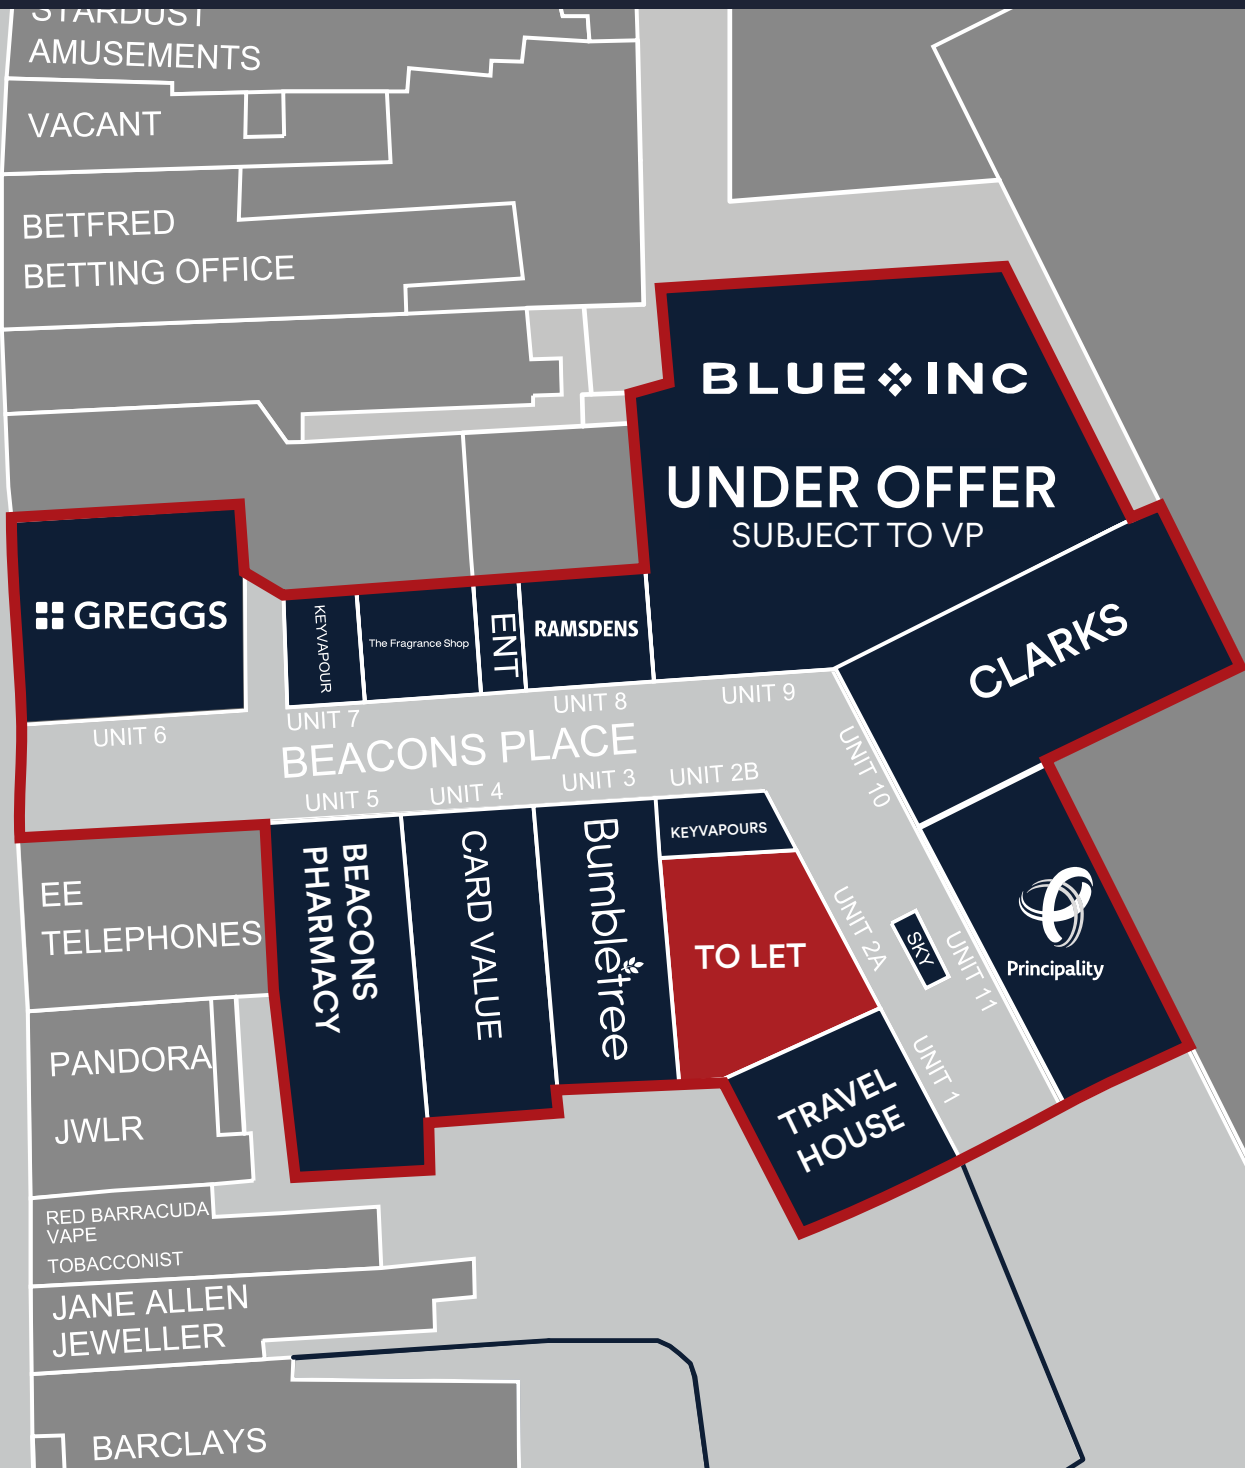 STARDUST
AMUSEMENTS
VACANT
BETFRED
BETTING OFFICE
BLUE INC
UNDER OFFER
SUBJECT TO VP
GREGGS
KEYVAPOUR
The Fragrance Shop
ENT
RAMSDENS
CLARKS
UNIT 6
UNIT 7
UNIT 8
UNIT 9
UNIT 10
BEACONS PLACE
UNIT 5
UNIT 4
UNIT 3
UNIT 2B
BEACONS
PHARMACY
CARD VALUE
Bumbletree
KEYVAPOURS
TO LET
UNIT 2A
SKY
UNIT 11
Principality
UNIT 1
TRAVEL
HOUSE
EE
TELEPHONES
PANDORA
JWLR
RED BARRACUDA
VAPE
TOBACCONIST
JANE ALLEN
JEWELLER
BARCLAYS